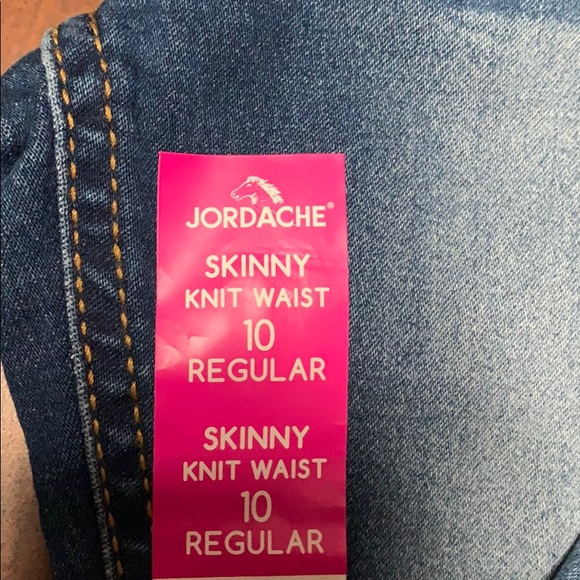 JORDACHE®
SKINNY
KNIT WAIST
10
REGULAR
SKINNY
KNIT WAIST
10
REGULAR